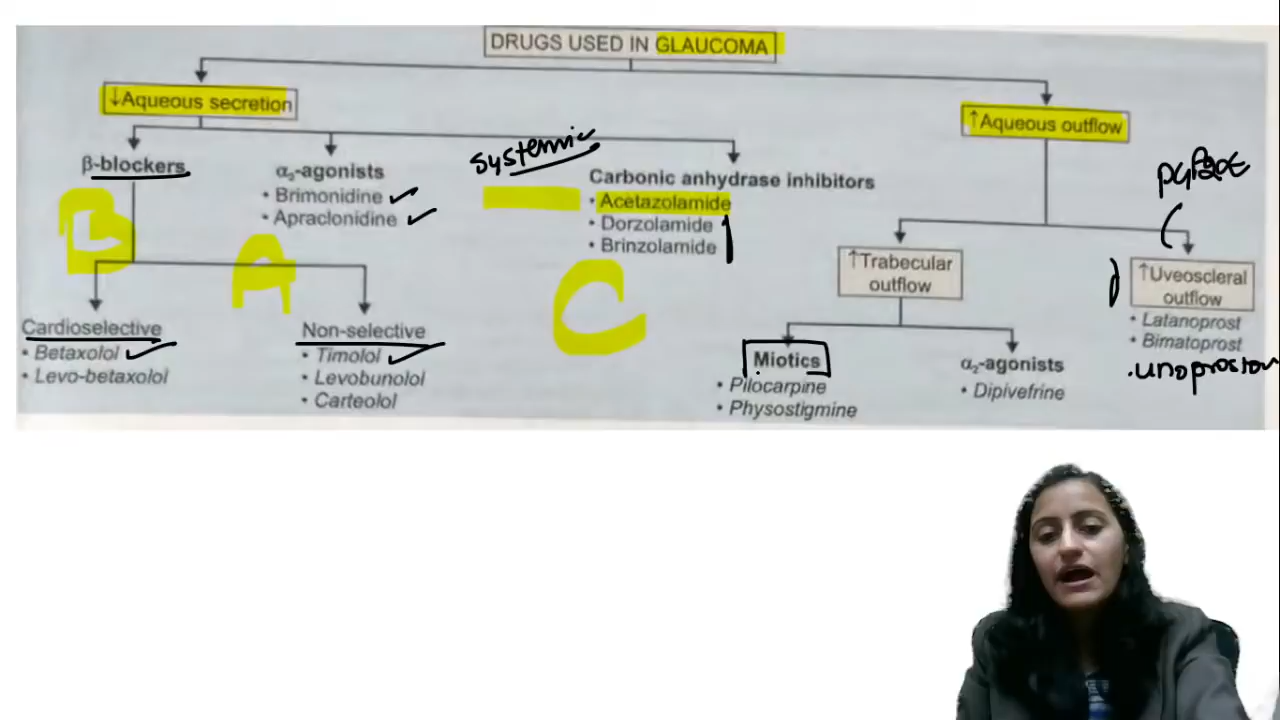 DRUGS USED IN GLAUCOMA
↓Aqueous secretion
↑Aqueous outflow
β-blockers
α₂-agonists
• Brimonidine
• Apraclonidine
systemic
Carbonic anhydrase inhibitors
• Acetazolamide
• Dorzolamide
• Brinzolamide
B
A
C
Cardioselective
• Betaxolol
• Levo-betaxolol
Non-selective
• Timolol
• Levobunolol
• Carteolol
↑Trabecular
outflow
Miotics
• Pilocarpine
• Physostigmine
α₂-agonists
• Dipivefrine
↑Uveoscleral
outflow
• Latanoprost
• Bimatoprost
.unoproston